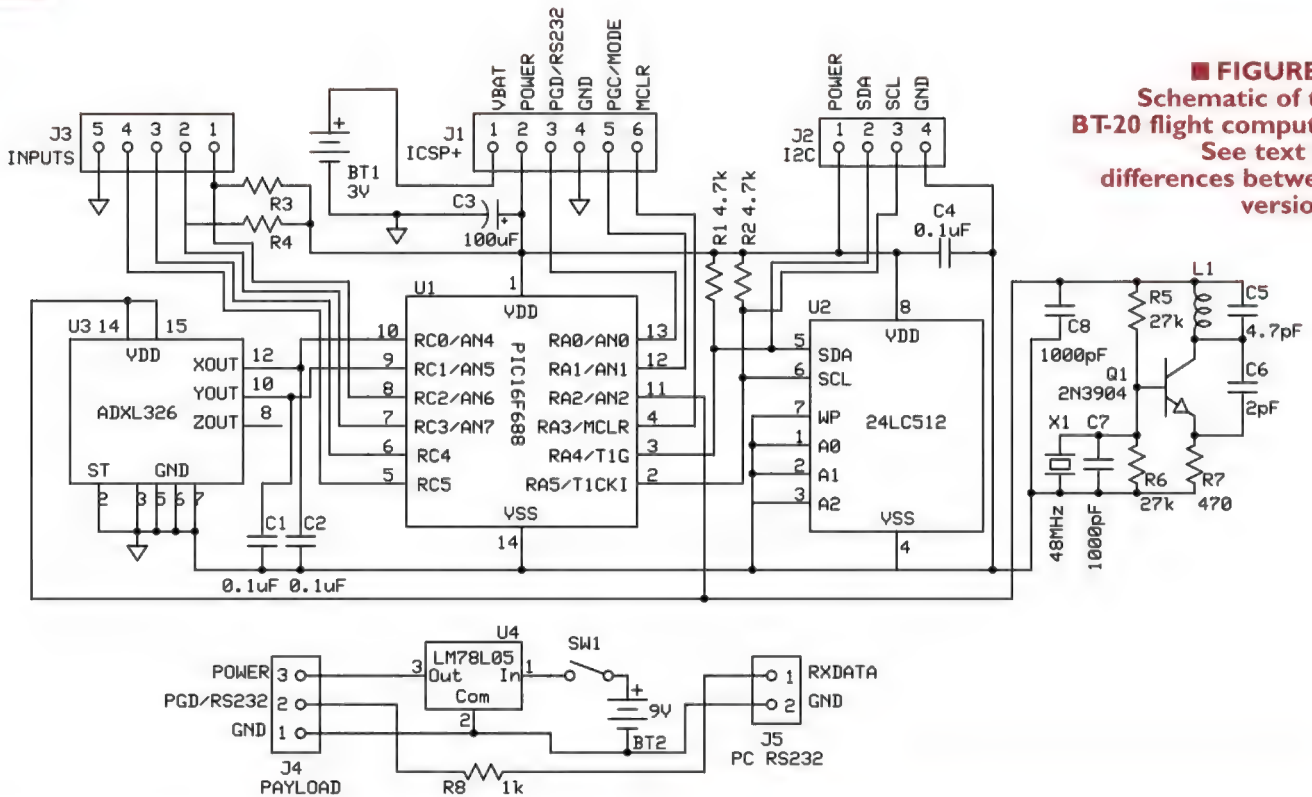 ■ FIGURE
Schematic of t
BT-20 flight comput
See text
differences betwe
versio
J3
INPUTS
5 4 3 2 1
R3
R4
BT1
3V
+
J1
ICSP+
VBAT
POWER
PGD/RS232
GND
PGC/MODE
MCLR
1 2 3 4 5 6
C3
100uF
+
R1 4.7k
R2 4.7k
J2
I2C
POWER
SDA
SCL
GND
1 2 3 4
C4
0.1uF
U3
14 15
VDD
ADXL326
XOUT 12
YOUT 10
ZOUT 8
ST GND
2 3 5 6 7
C1 C2
0.1uF 0.1uF
U1
1
VDD
PIC16F688
10 RC0/AN4
9 RC1/AN5
8 RC2/AN6
7 RC3/AN7
6 RC4
5 RC5
RA0/AN0 13
RA1/AN1 12
RA2/AN2 11
RA3/MCLR 4
RA4/T1G 3
RA5/T1CKI 2
VSS
14
U2
8
VDD
24LC512
5 SDA
6 SCL
7 WP
1 A0
2 A1
3 A2
VSS
4
C8
1000pF
R5
27k
L1
C5
4.7pF
Q1
2N3904
C6
2pF
X1
48MHz
C7
1000pF
R6
27k
R7
470
POWER 3
PGD/RS232 2
GND 1
J4
PAYLOAD
U4
LM78L05
3 Out In 1
Com
2
SW1
+
9V
BT2
R8 1k
1 RXDATA
2 GND
J5
PC RS232